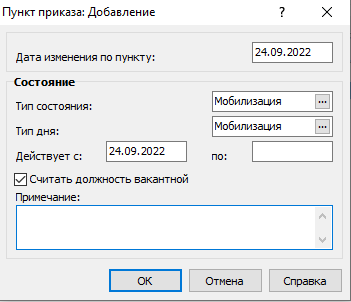 Пункт приказа: Добавление ? ×
Дата изменения по пункту: 24.09.2022
Состояние
Тип состояния: Мобилизация ...
Тип дня: Мобилизация ...
Действует с: 24.09.2022 по:
Считать должность вакантной
Примечание:
ОК Отмена Справка